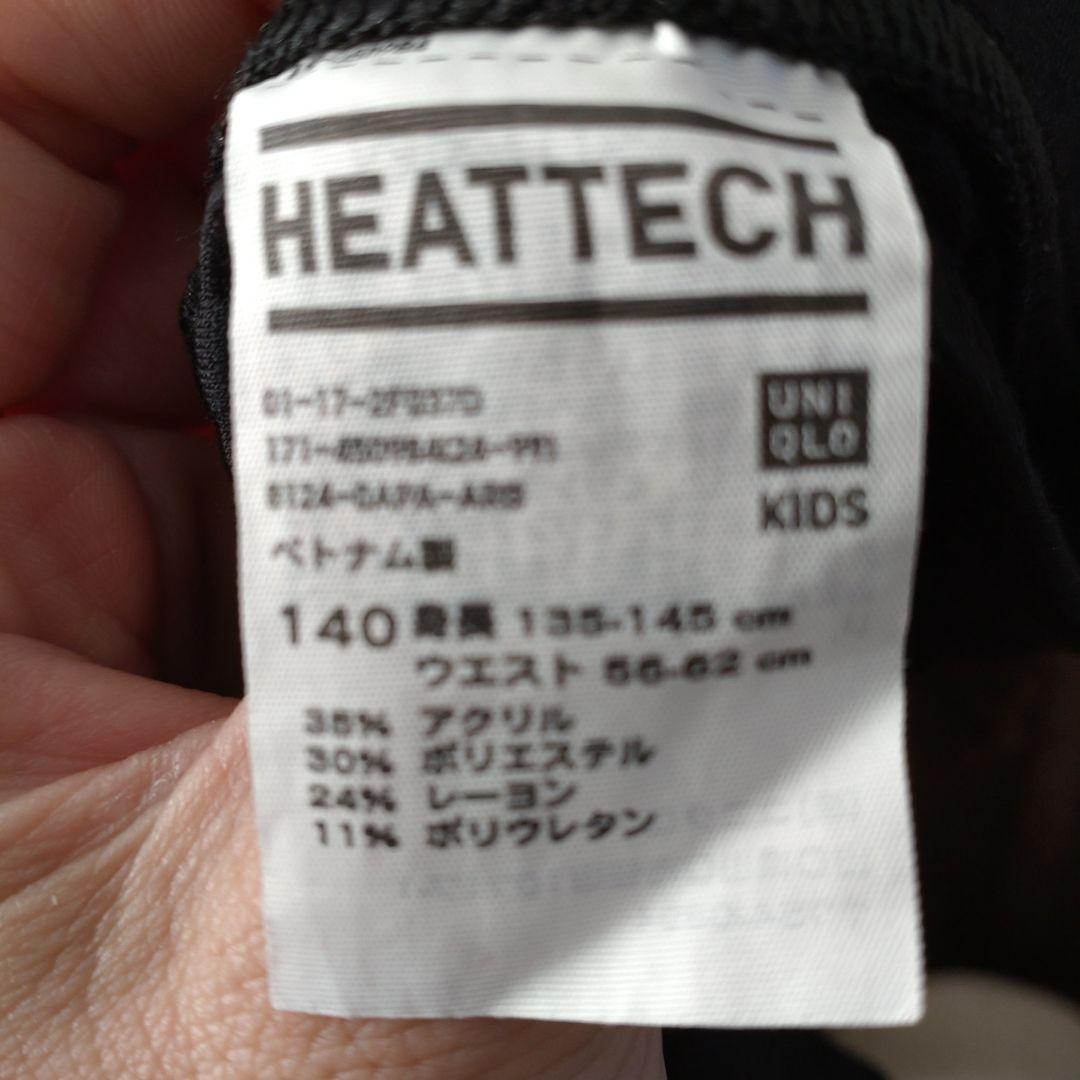 HEATTECH
UNI
QLO
KIDS
ベトナム製
140 身長 135-145 cm
ウエスト 56-62 cm
35% アクリル
30% ポリエステル
24% レーヨン
11% ポリウレタン